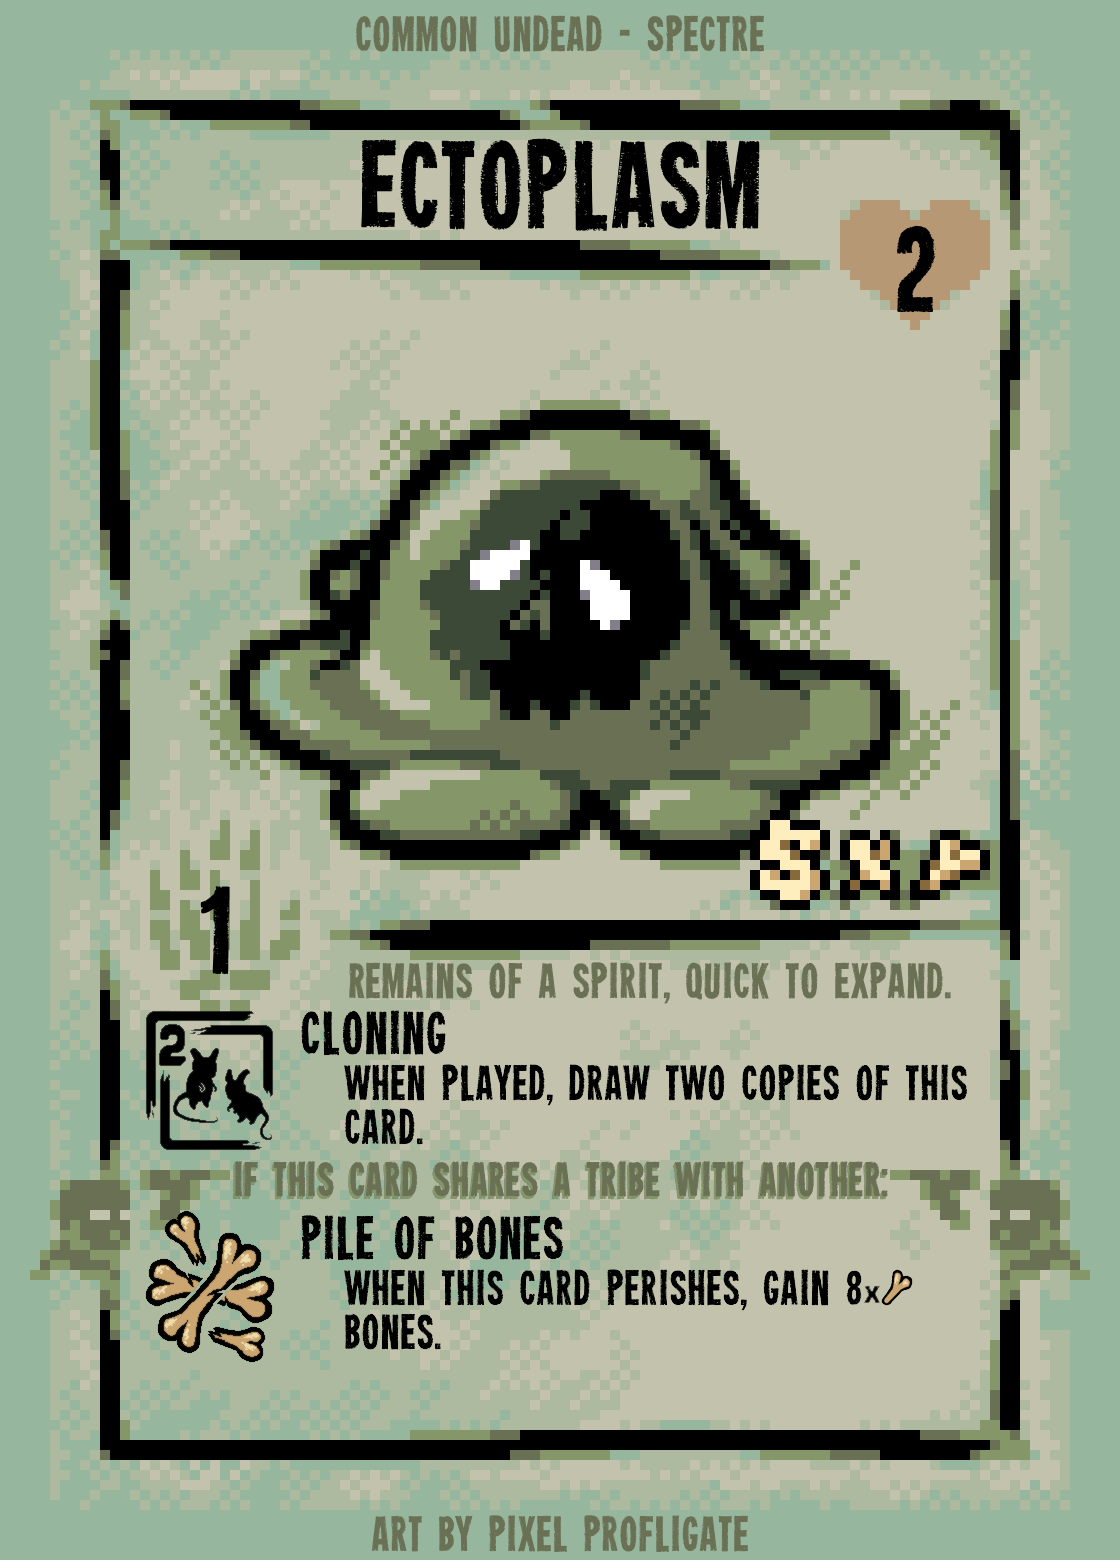 COMMON UNDEAD - SPECTRE
ECTOPLASM
2
5x
1
REMAINS OF A SPIRIT, QUICK TO EXPAND.
2
CLONING
WHEN PLAYED, DRAW TWO COPIES OF THIS
CARD.
IF THIS CARD SHARES A TRIBE WITH ANOTHER:
PILE OF BONES
WHEN THIS CARD PERISHES, GAIN 8x
BONES.
ART BY PIXEL PROFLIGATE